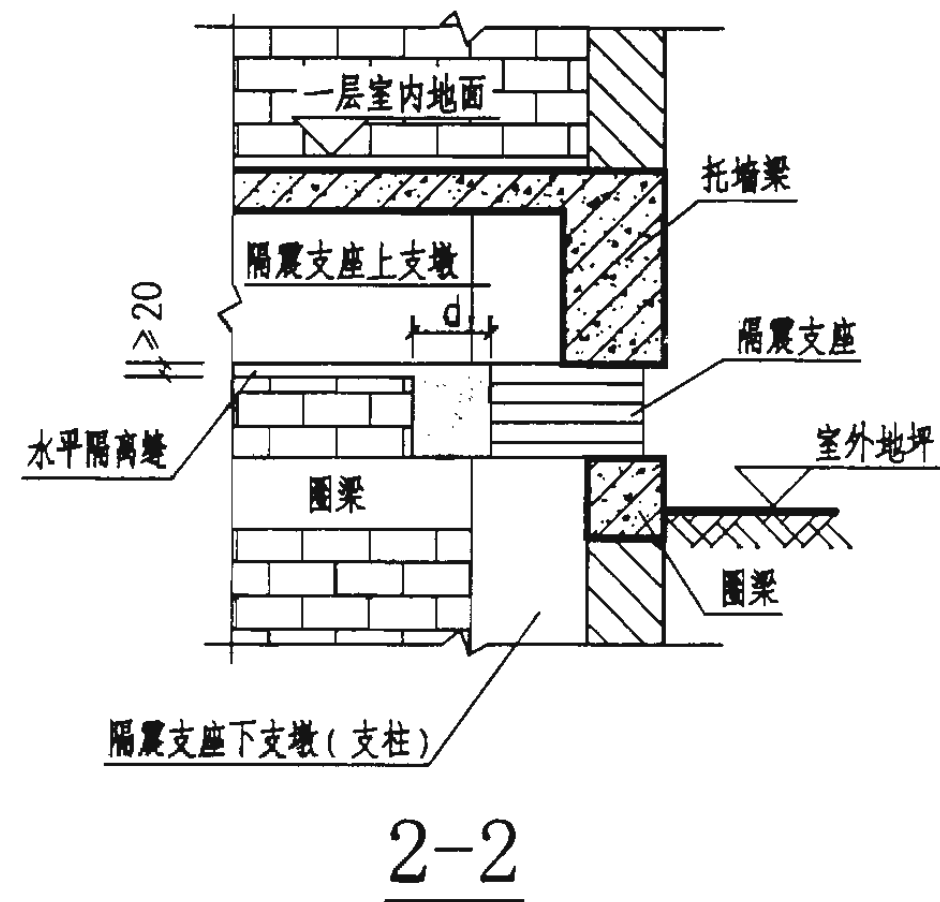 一层室内地面
托墙梁
隔震支座上支墩
≥20
d
隔震支座
水平隔离缝
室外地坪
圈梁
圈梁
隔震支座下支墩(支柱)
2-2